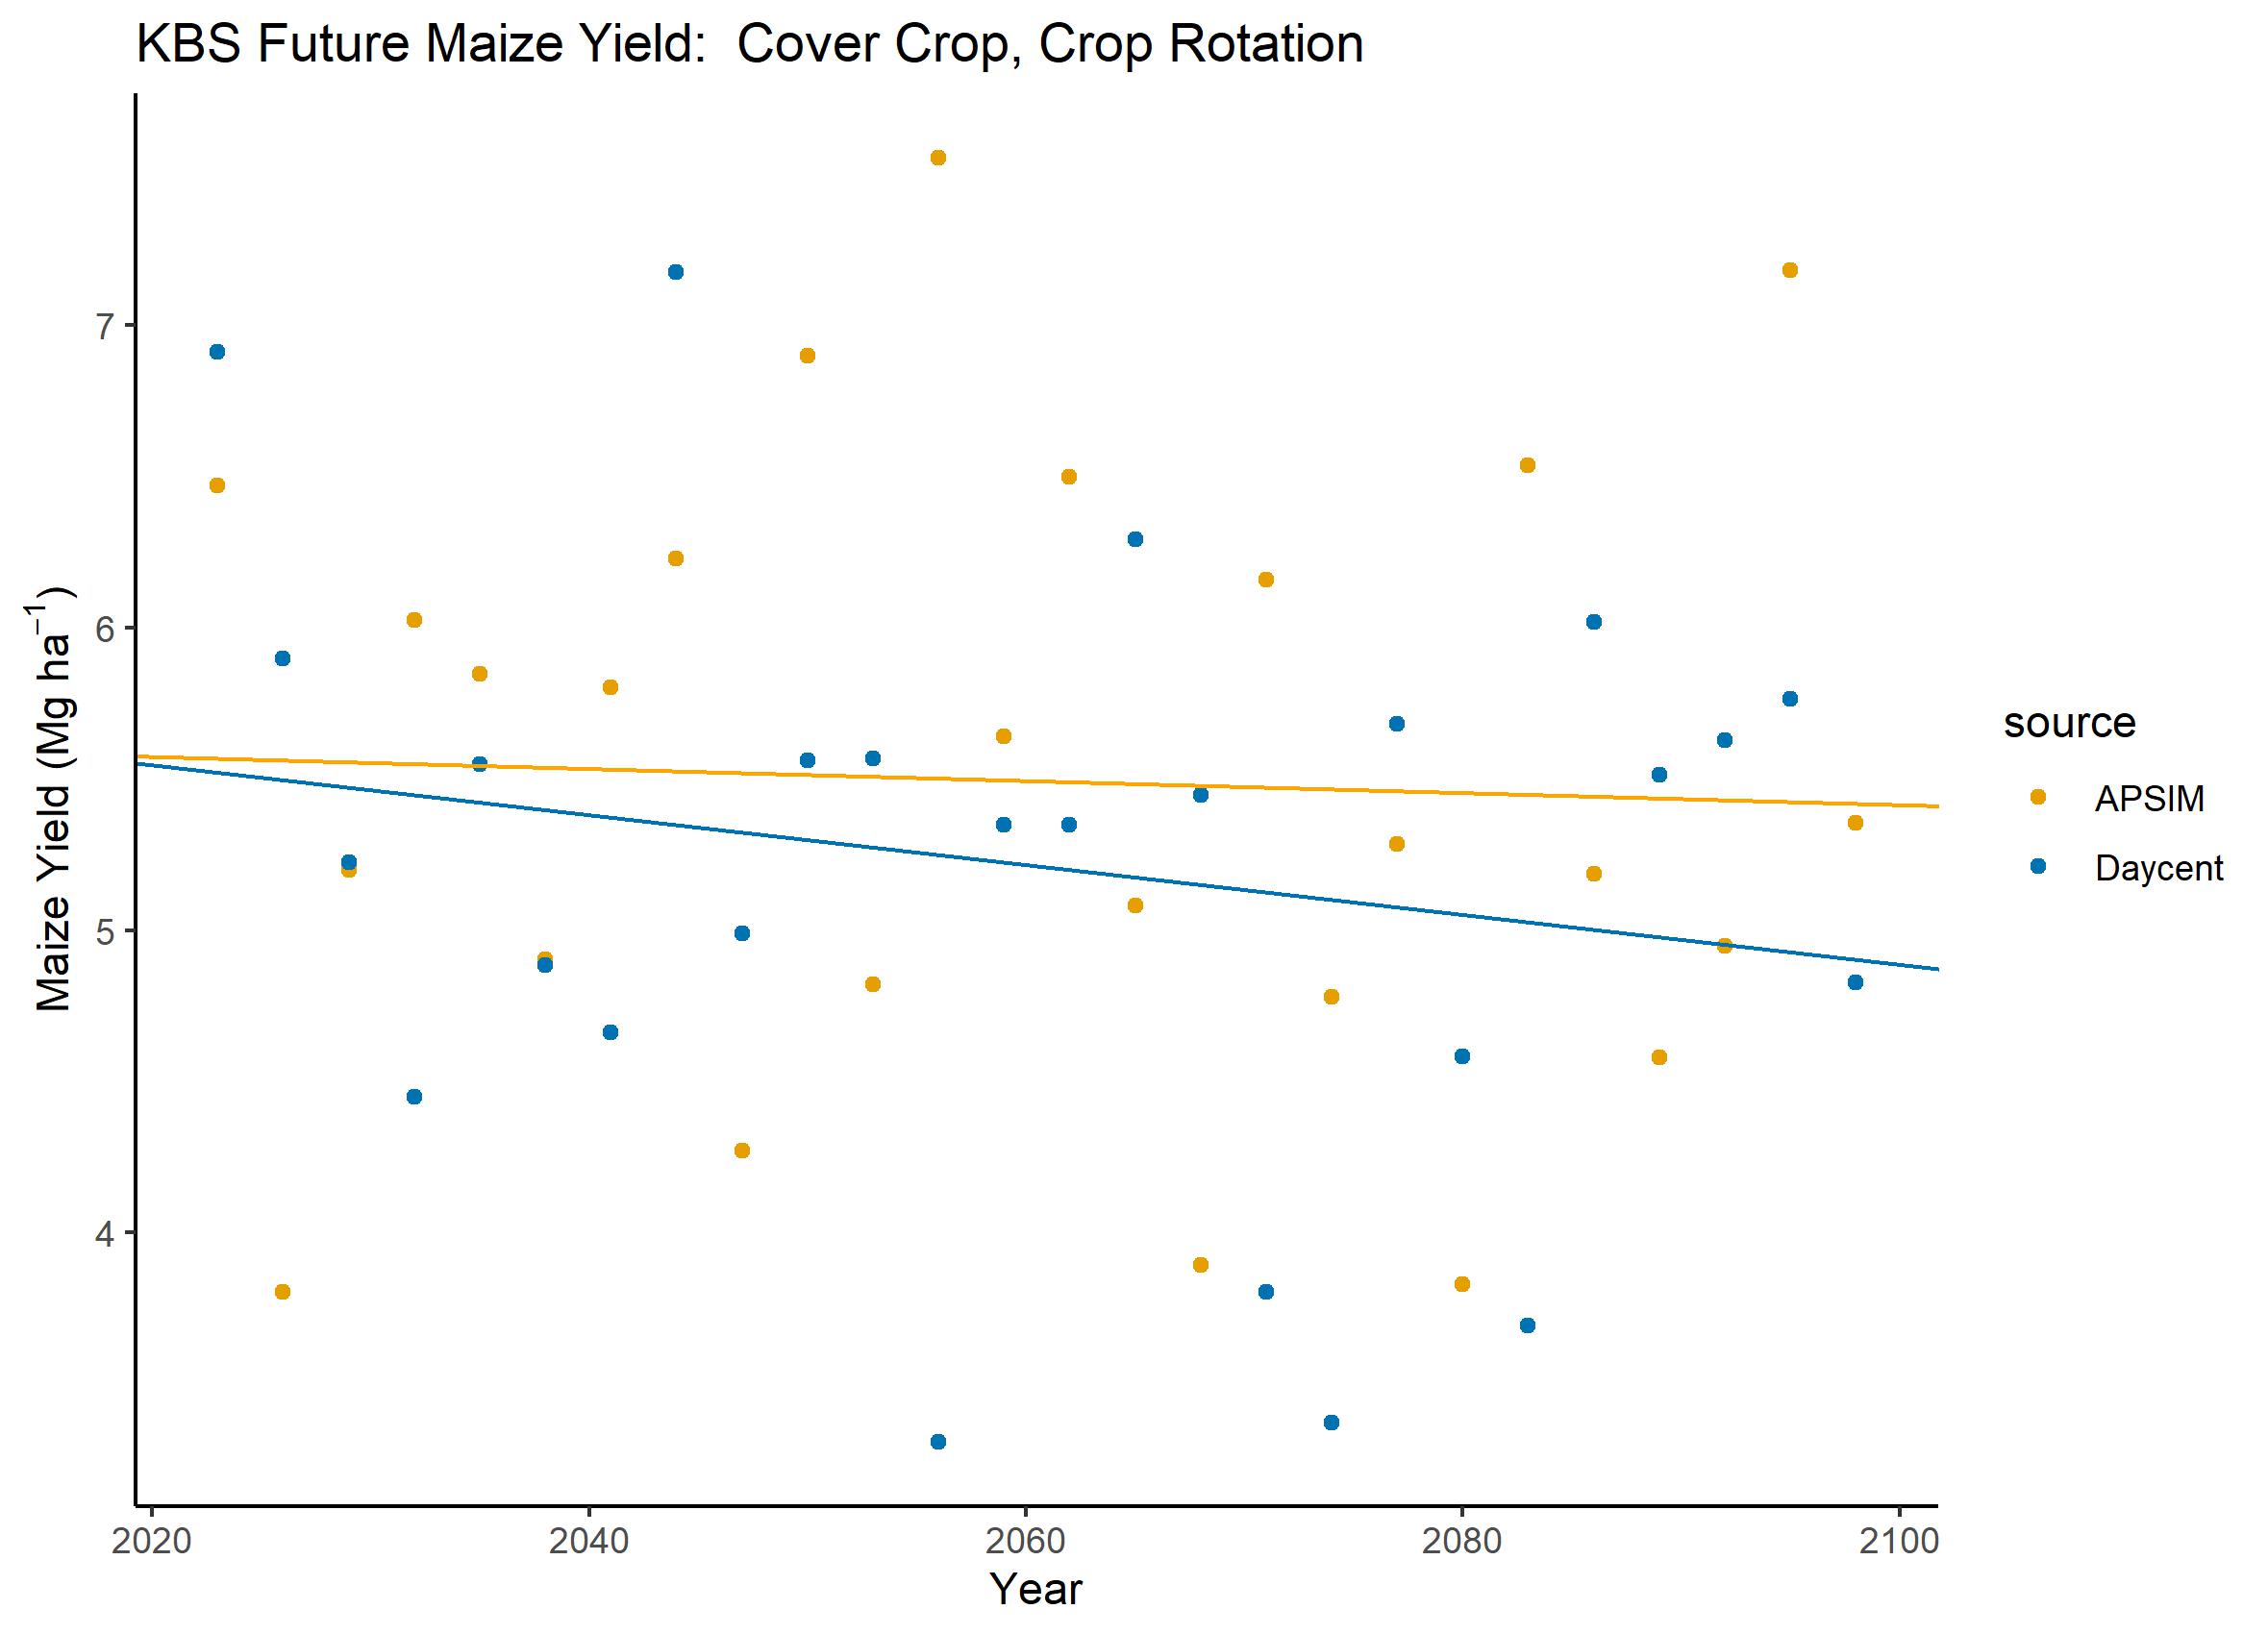 KBS Future Maize Yield:  Cover Crop, Crop Rotation
Maize Yield (Mg ha⁻¹)
7
6
5
4
2020 2040 2060 2080 2100
Year
source
APSIM
Daycent